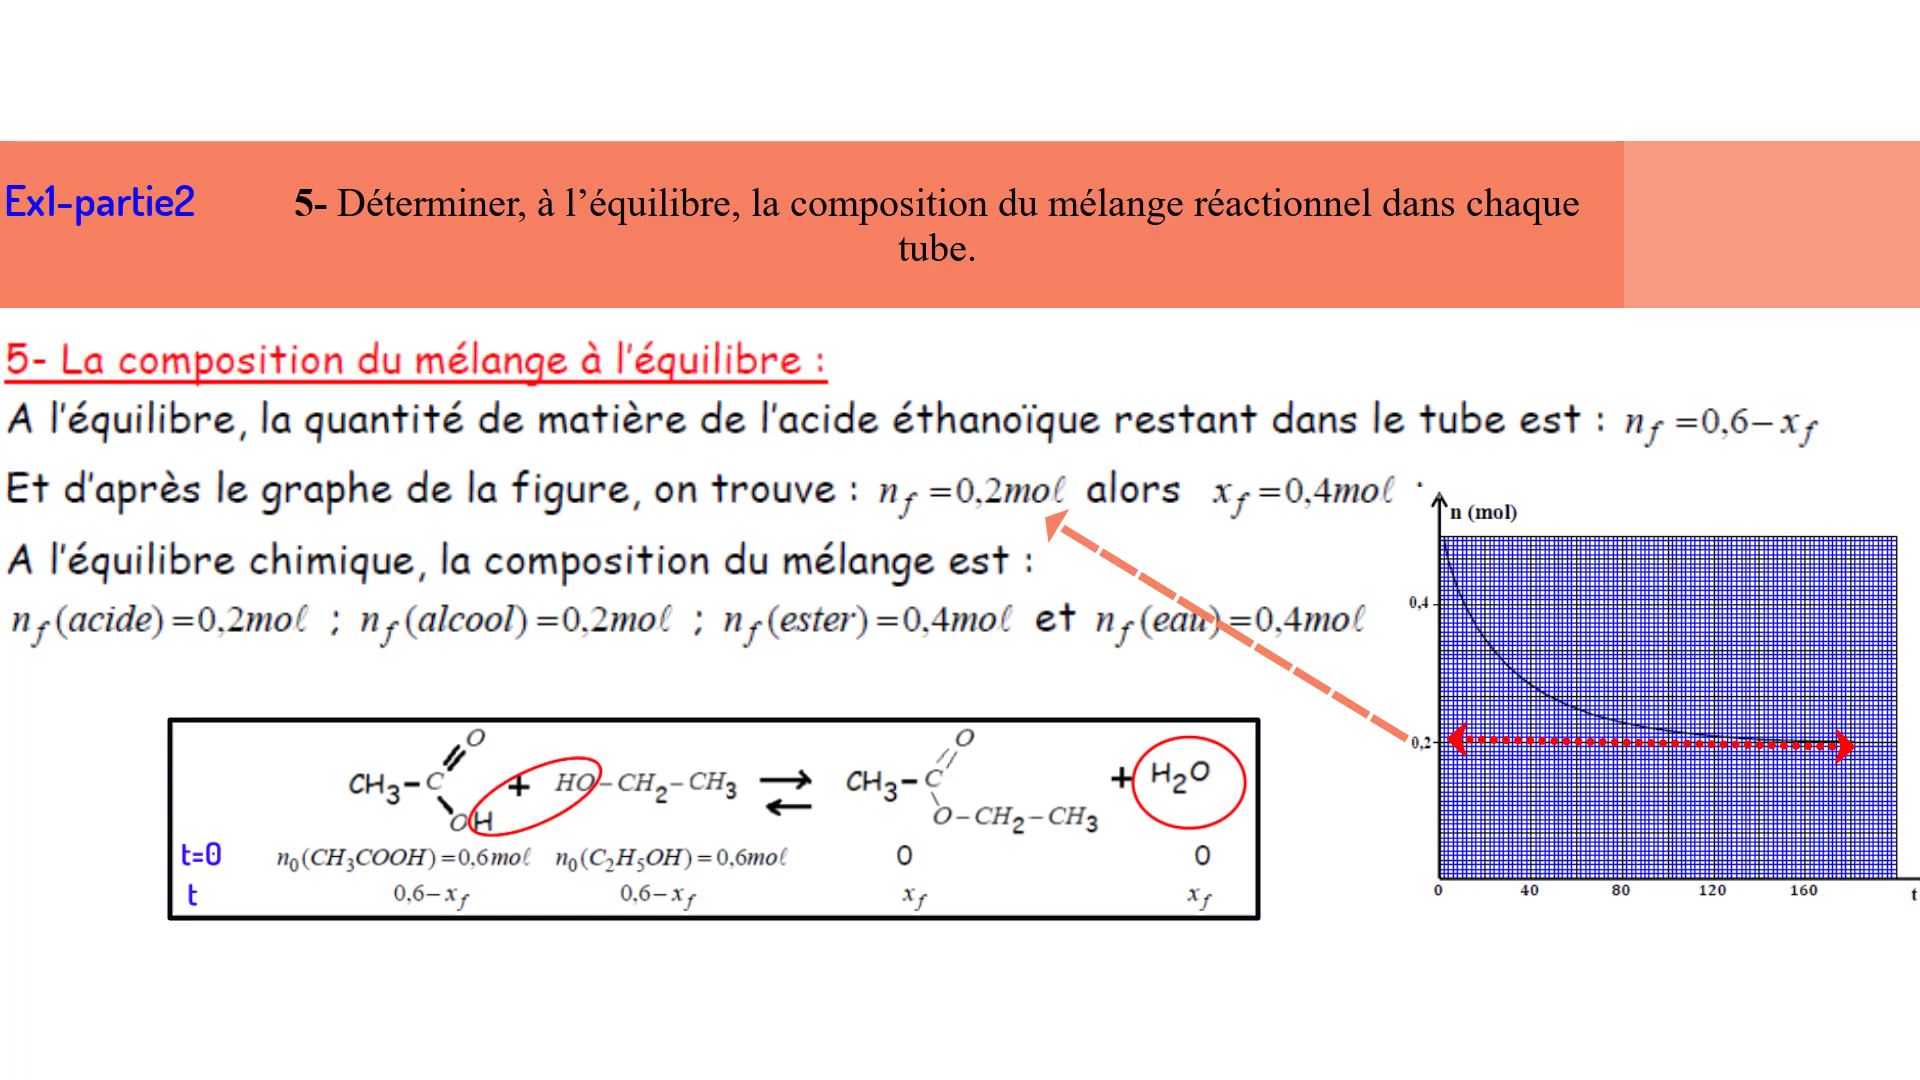 Ex1-partie2
5- Déterminer, à l’équilibre, la composition du mélange réactionnel dans chaque
tube.
5- La composition du mélange à l'équilibre :
A l'équilibre, la quantité de matière de l'acide éthanoïque restant dans le tube est : n_f =0,6−x_f
Et d'après le graphe de la figure, on trouve : n_f =0,2moℓ alors x_f =0,4moℓ .
A l'équilibre chimique, la composition du mélange est :
n_f(acide)=0,2moℓ ; n_f(alcool)=0,2moℓ ; n_f(ester)=0,4moℓ et n_f(eau)=0,4moℓ
n (mol)
0,4
0,2
0 40 80 120 160 t
O O
CH₃−C + HO−CH₂−CH₃ ⇄ CH₃−C + H₂O
OH O−CH₂−CH₃
t=0 n₀(CH₃COOH)=0,6moℓ n₀(C₂H₅OH)=0,6moℓ 0 0
t 0,6−x_f 0,6−x_f x_f x_f